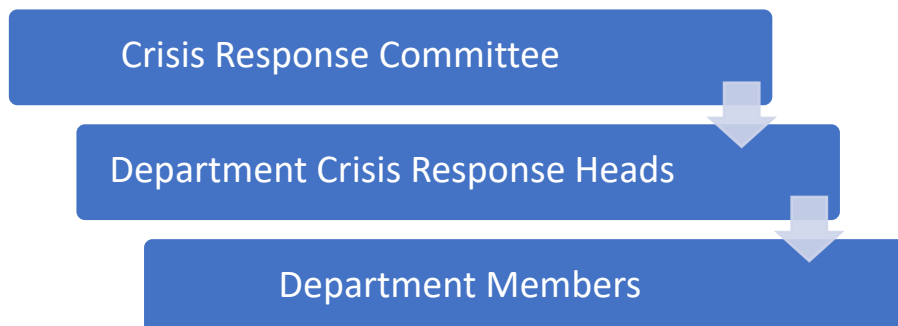 Crisis Response Committee
Department Crisis Response Heads
Department Members